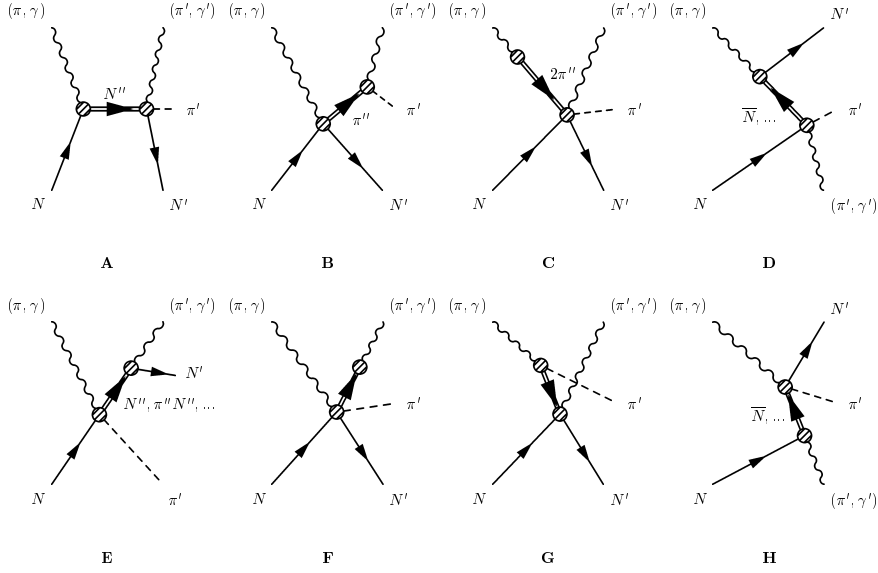 (π, γ) (π′, γ′) (π, γ) (π′, γ′) (π, γ) (π′, γ′) (π, γ) N′
N′′ π′ π′′ π′ 2π′′ π′ N̅, ... π′
N N′ N N′ N N′ N (π′, γ′)
A B C D
(π, γ) (π′, γ′) (π, γ) (π′, γ′) (π, γ) (π′, γ′) (π, γ) N′
N′ N′′, π′′N′′, ... π′ π′ N̅, ... π′
N π′ N N′ N N′ N (π′, γ′)
E F G H